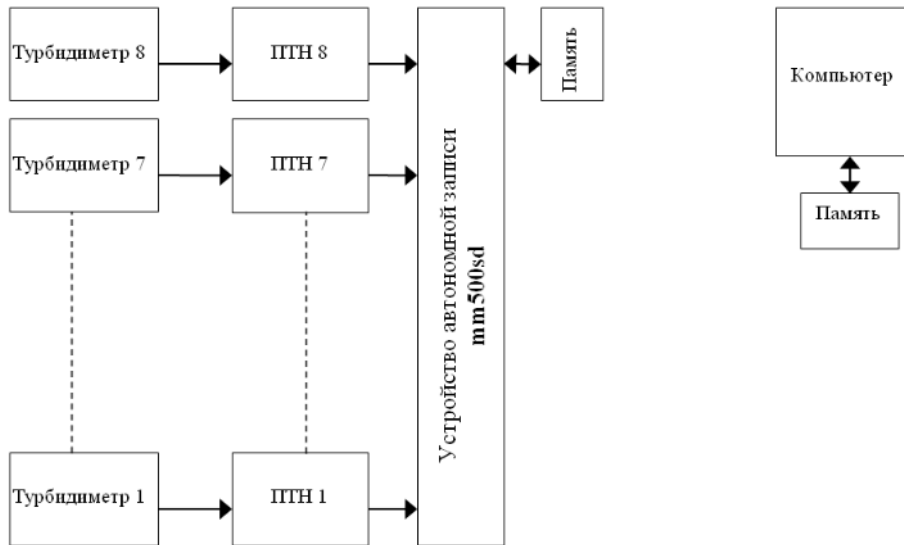 Турбидиметр 8
ПТН 8
Память
Компьютер
Турбидиметр 7
ПТН 7
Память
Устройство автономной записи
mm500sd
Турбидиметр 1
ПТН 1